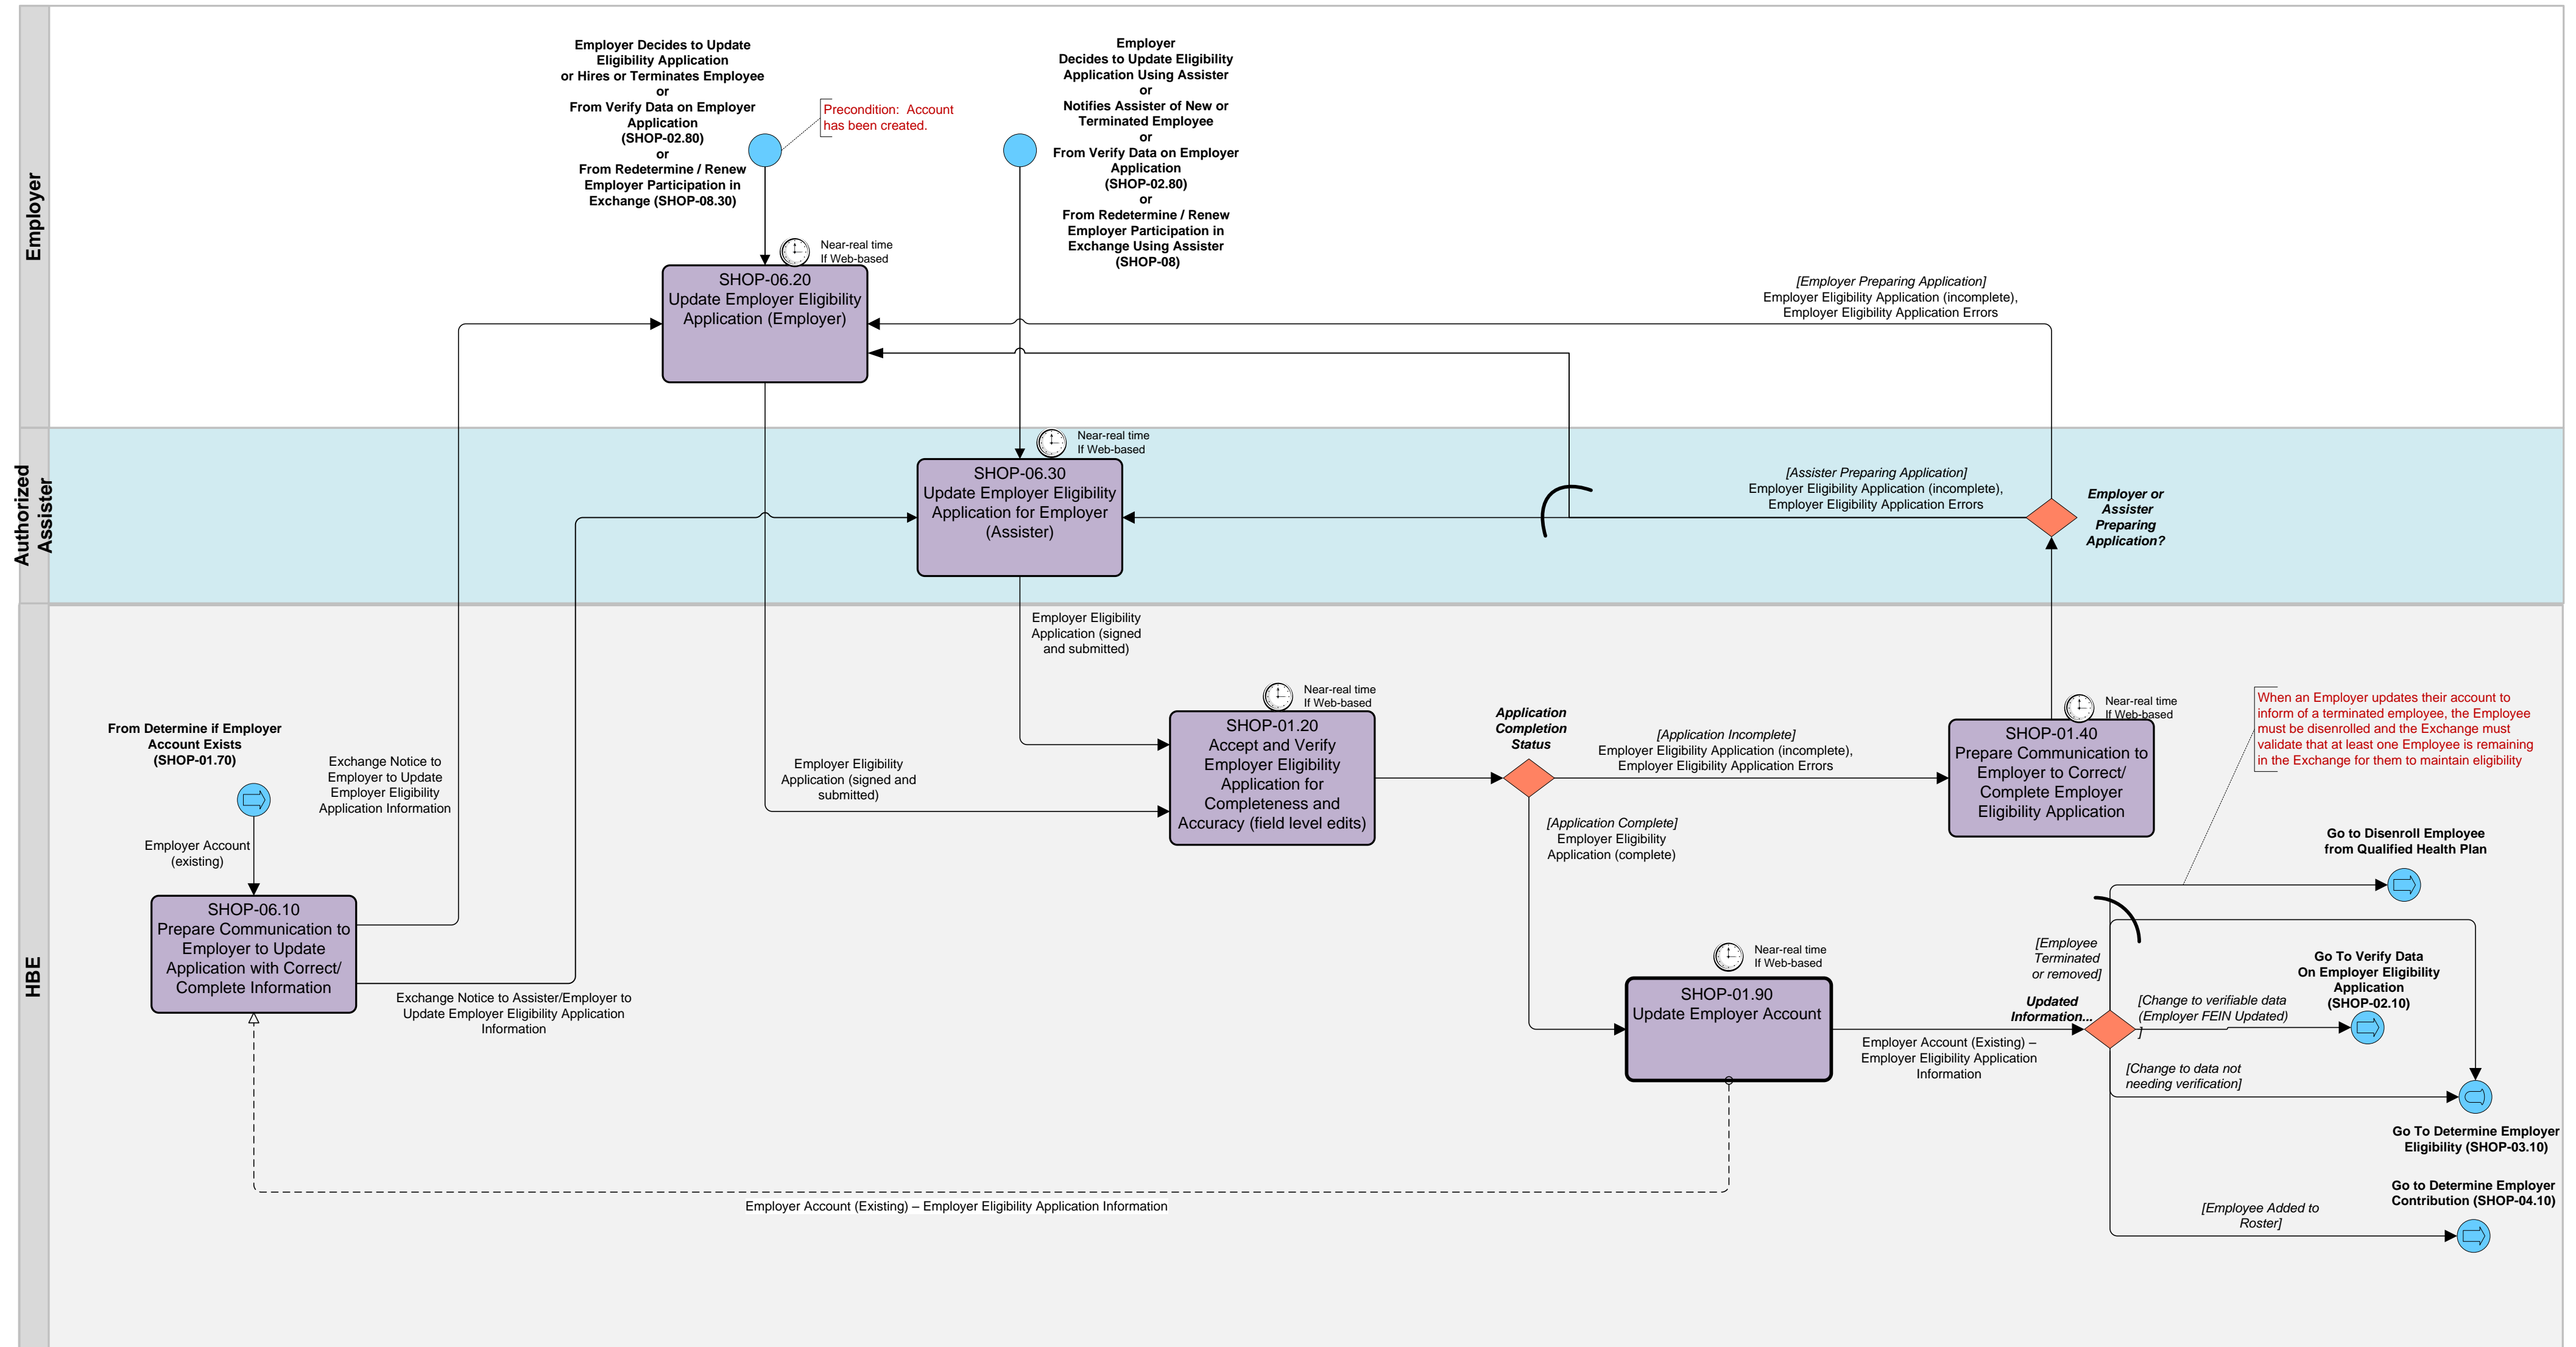 Employer
Employer Decides to Update
Eligibility Application
or Hires or Terminates Employee
or
From Verify Data on Employer
Application
(SHOP-02.80)
or
From Redetermine / Renew
Employer Participation in
Exchange (SHOP-08.30)
Precondition:  Account
has been created.
Employer
Decides to Update Eligibility
Application Using Assister
or
Notifies Assister of New or
Terminated Employee
or
From Verify Data on Employer
Application
(SHOP-02.80)
or
From Redetermine / Renew
Employer Participation in
Exchange Using Assister
(SHOP-08)
Near-real time
If Web-based
SHOP-06.20
Update Employer Eligibility
Application (Employer)
[Employer Preparing Application]
Employer Eligibility Application (incomplete),
Employer Eligibility Application Errors
Authorized
Assister
Near-real time
If Web-based
SHOP-06.30
Update Employer Eligibility
Application for Employer
(Assister)
[Assister Preparing Application]
Employer Eligibility Application (incomplete),
Employer Eligibility Application Errors
Employer or
Assister
Preparing
Application?
HBE
Employer Eligibility
Application (signed
and submitted)
From Determine if Employer
Account Exists
(SHOP-01.70)
Employer Account
(existing)
Exchange Notice to
Employer to Update
Employer Eligibility
Application Information
SHOP-06.10
Prepare Communication to
Employer to Update
Application with Correct/
Complete Information
Exchange Notice to Assister/Employer to
Update Employer Eligibility Application
Information
Employer Eligibility
Application (signed and
submitted)
Near-real time
If Web-based
SHOP-01.20
Accept and Verify
Employer Eligibility
Application for
Completeness and
Accuracy (field level edits)
Application
Completion
Status
[Application Incomplete]
Employer Eligibility Application (incomplete),
Employer Eligibility Application Errors
[Application Complete]
Employer Eligibility
Application (complete)
Near-real time
If Web-based
SHOP-01.40
Prepare Communication to
Employer to Correct/
Complete Employer
Eligibility Application
When an Employer updates their account to
inform of a terminated employee, the Employee
must be disenrolled and the Exchange must
validate that at least one Employee is remaining
in the Exchange for them to maintain eligibility
Go to Disenroll Employee
from Qualified Health Plan
Near-real time
If Web-based
SHOP-01.90
Update Employer Account
Employer Account (Existing) –
Employer Eligibility Application
Information
Updated
Information...
[Employee
Terminated
or removed]
Go To Verify Data
On Employer Eligibility
Application
(SHOP-02.10)
[Change to verifiable data
(Employer FEIN Updated)
]
[Change to data not
needing verification]
Go To Determine Employer
Eligibility (SHOP-03.10)
Go to Determine Employer
Contribution (SHOP-04.10)
[Employee Added to
Roster]
Employer Account (Existing) – Employer Eligibility Application Information